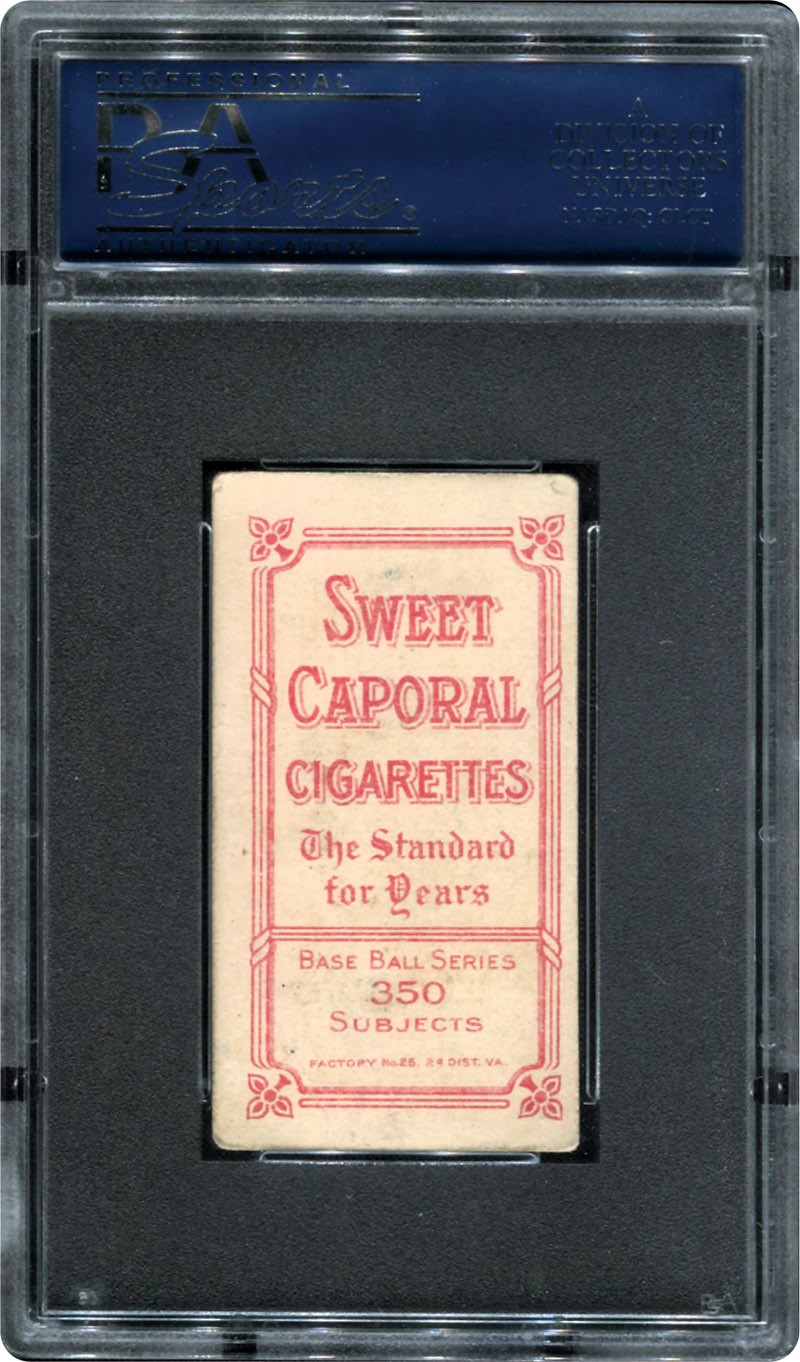 PROFESSIONAL
PSA
Sports®
AUTHENTICATOR
A
DIVISION OF
COLLECTORS
UNIVERSE
NASDAQ: CLCT
SWEET
CAPORAL
CIGARETTES
The Standard
for Years
BASE BALL SERIES
350
SUBJECTS
FACTORY No. 25, 2d DIST. VA.
PSA